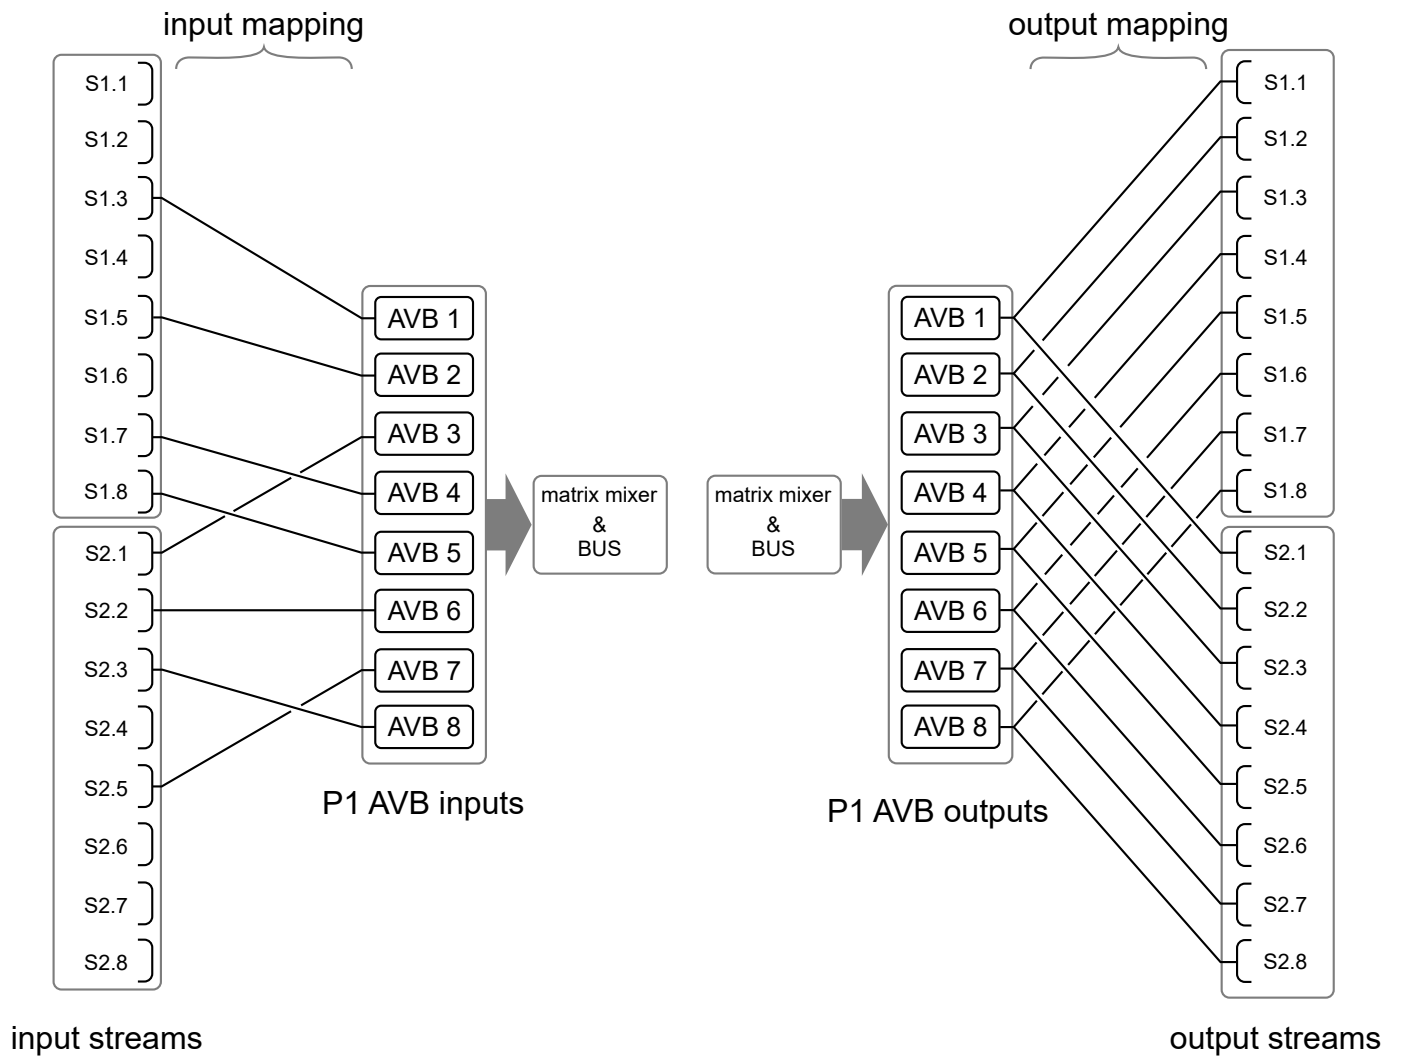 input mapping
output mapping
S1.1
S1.2
S1.3
S1.4
S1.5
S1.6
S1.7
S1.8
S2.1
S2.2
S2.3
S2.4
S2.5
S2.6
S2.7
S2.8
input streams
AVB 1
AVB 2
AVB 3
AVB 4
AVB 5
AVB 6
AVB 7
AVB 8
P1 AVB inputs
matrix mixer
&
BUS
matrix mixer
&
BUS
AVB 1
AVB 2
AVB 3
AVB 4
AVB 5
AVB 6
AVB 7
AVB 8
P1 AVB outputs
S1.1
S1.2
S1.3
S1.4
S1.5
S1.6
S1.7
S1.8
S2.1
S2.2
S2.3
S2.4
S2.5
S2.6
S2.7
S2.8
output streams